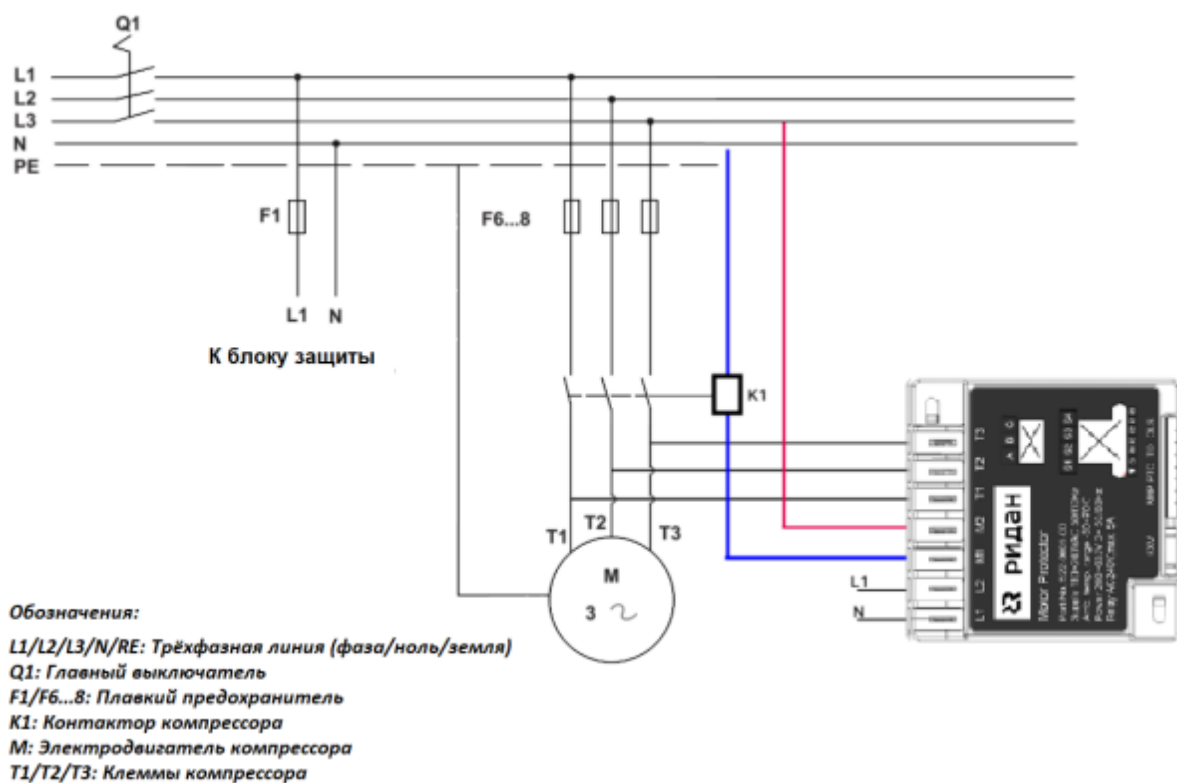 Q1
L1
L2
L3
N
PE
F1
F6...8
L1 N
К блоку защиты
K1
T1
T2
T3
M
3
L1
N
T3
T2
T1
M2
M1
L2
L1
A B C
РИДАН
Motor Protector
Обозначения:
L1/L2/L3/N/RE: Трёхфазная линия (фаза/ноль/земля)
Q1: Главный выключатель
F1/F6...8: Плавкий предохранитель
K1: Контактор компрессора
M: Электродвигатель компрессора
T1/T2/T3: Клеммы компрессора